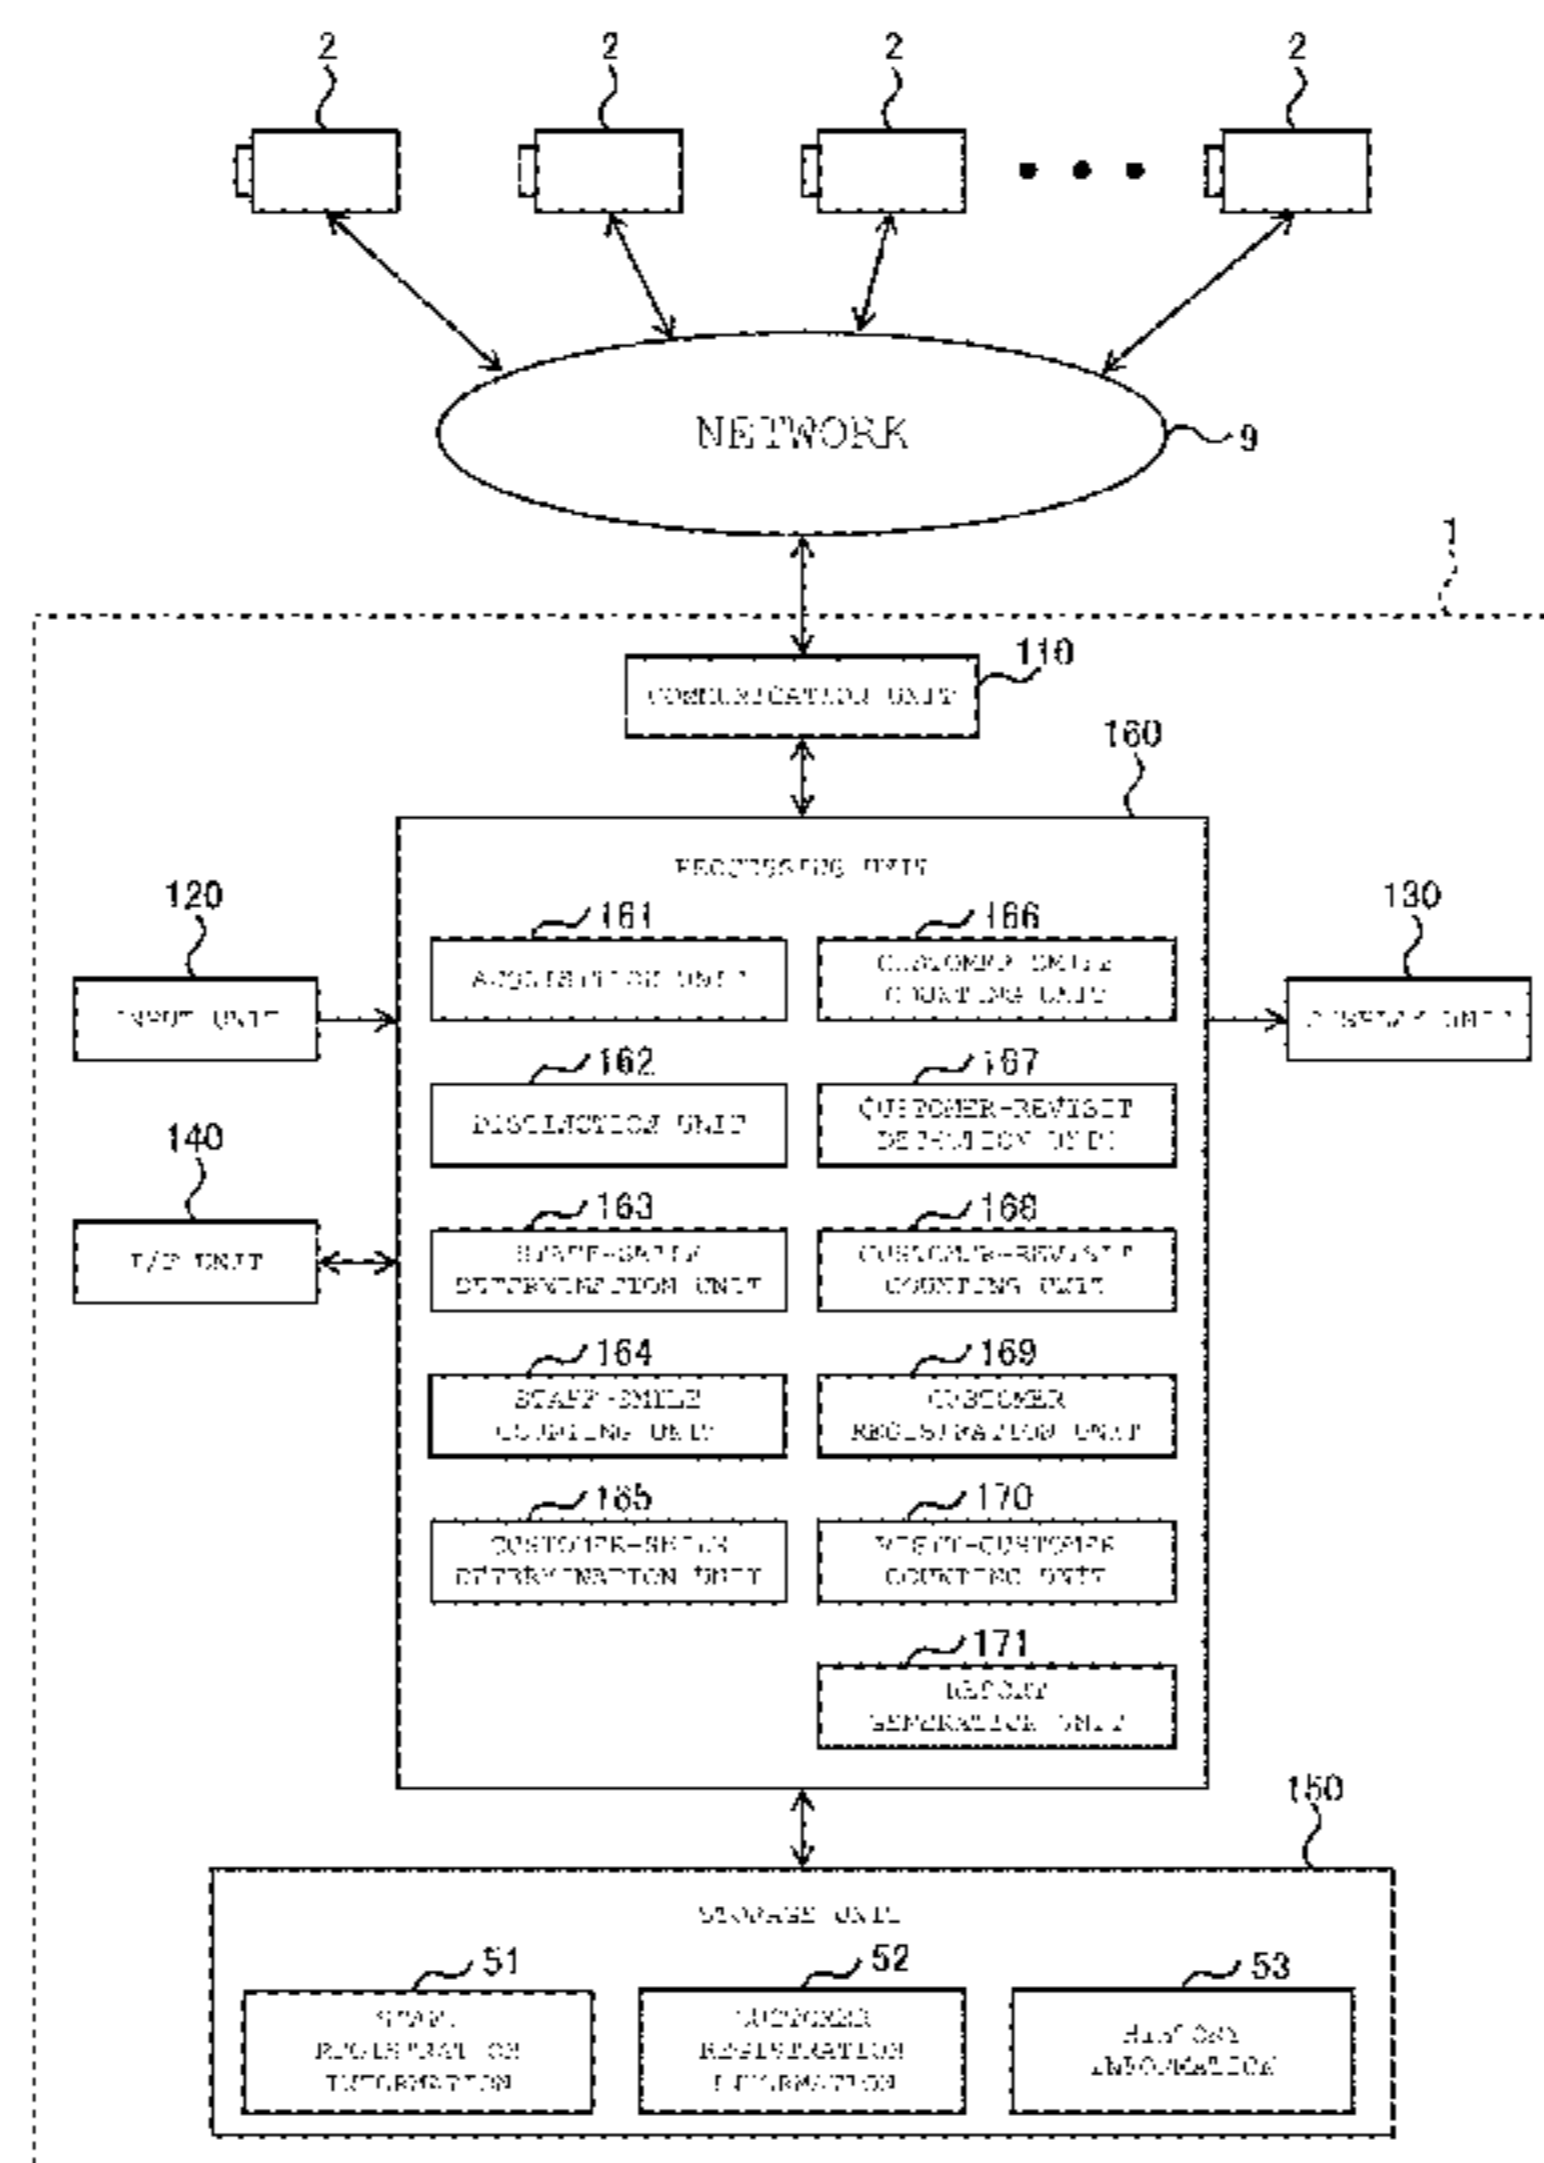 2 2 2 2
NETWORK
9
1
110
COMMUNICATION UNIT
160
PROCESSING UNIT
120
INPUT UNIT
130
DISPLAY UNIT
140
I/F UNIT
161
ACQUISITION UNIT
162
DISTINCTION UNIT
163
STAFF-SMILE
DETERMINATION UNIT
164
STAFF-SMILE
COUNTING UNIT
165
CUSTOMER-SMILE
DETERMINATION UNIT
166
CUSTOMER SMILE
COUNTING UNIT
167
CUSTOMER-REVISIT
DETECTION UNIT
168
CUSTOMER-REVISIT
COUNTING UNIT
169
CUSTOMER
REGISTRATION UNIT
170
VISIT-CUSTOMER
COUNTING UNIT
171
REPORT
GENERATION UNIT
150
STORAGE UNIT
51
STAFF
REGISTRATION
INFORMATION
52
CUSTOMER
REGISTRATION
INFORMATION
53
HISTORY
INFORMATION